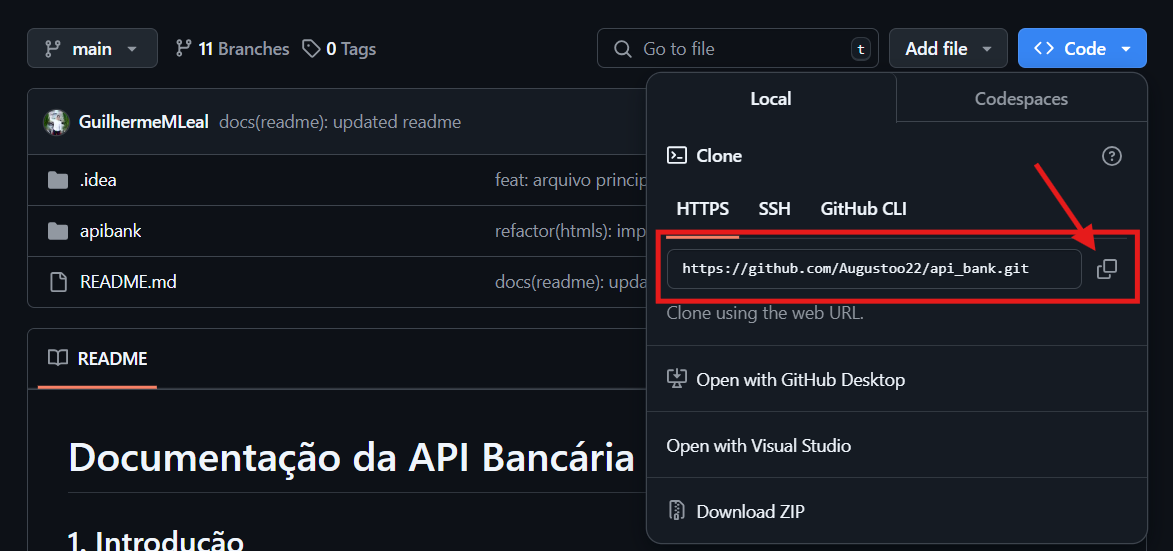 main 11 Branches 0 Tags Go to file t Add file Code
Local Codespaces
GuilhermeMLeal docs(readme): updated readme
Clone
.idea feat: arquivo princip
HTTPS SSH GitHub CLI
apibank refactor(htmls): imp
https://github.com/Augustoo22/api_bank.git
README.md docs(readme): upda
Clone using the web URL.
README
Open with GitHub Desktop
Open with Visual Studio
Documentação da API Bancária
Download ZIP
1. Introdução